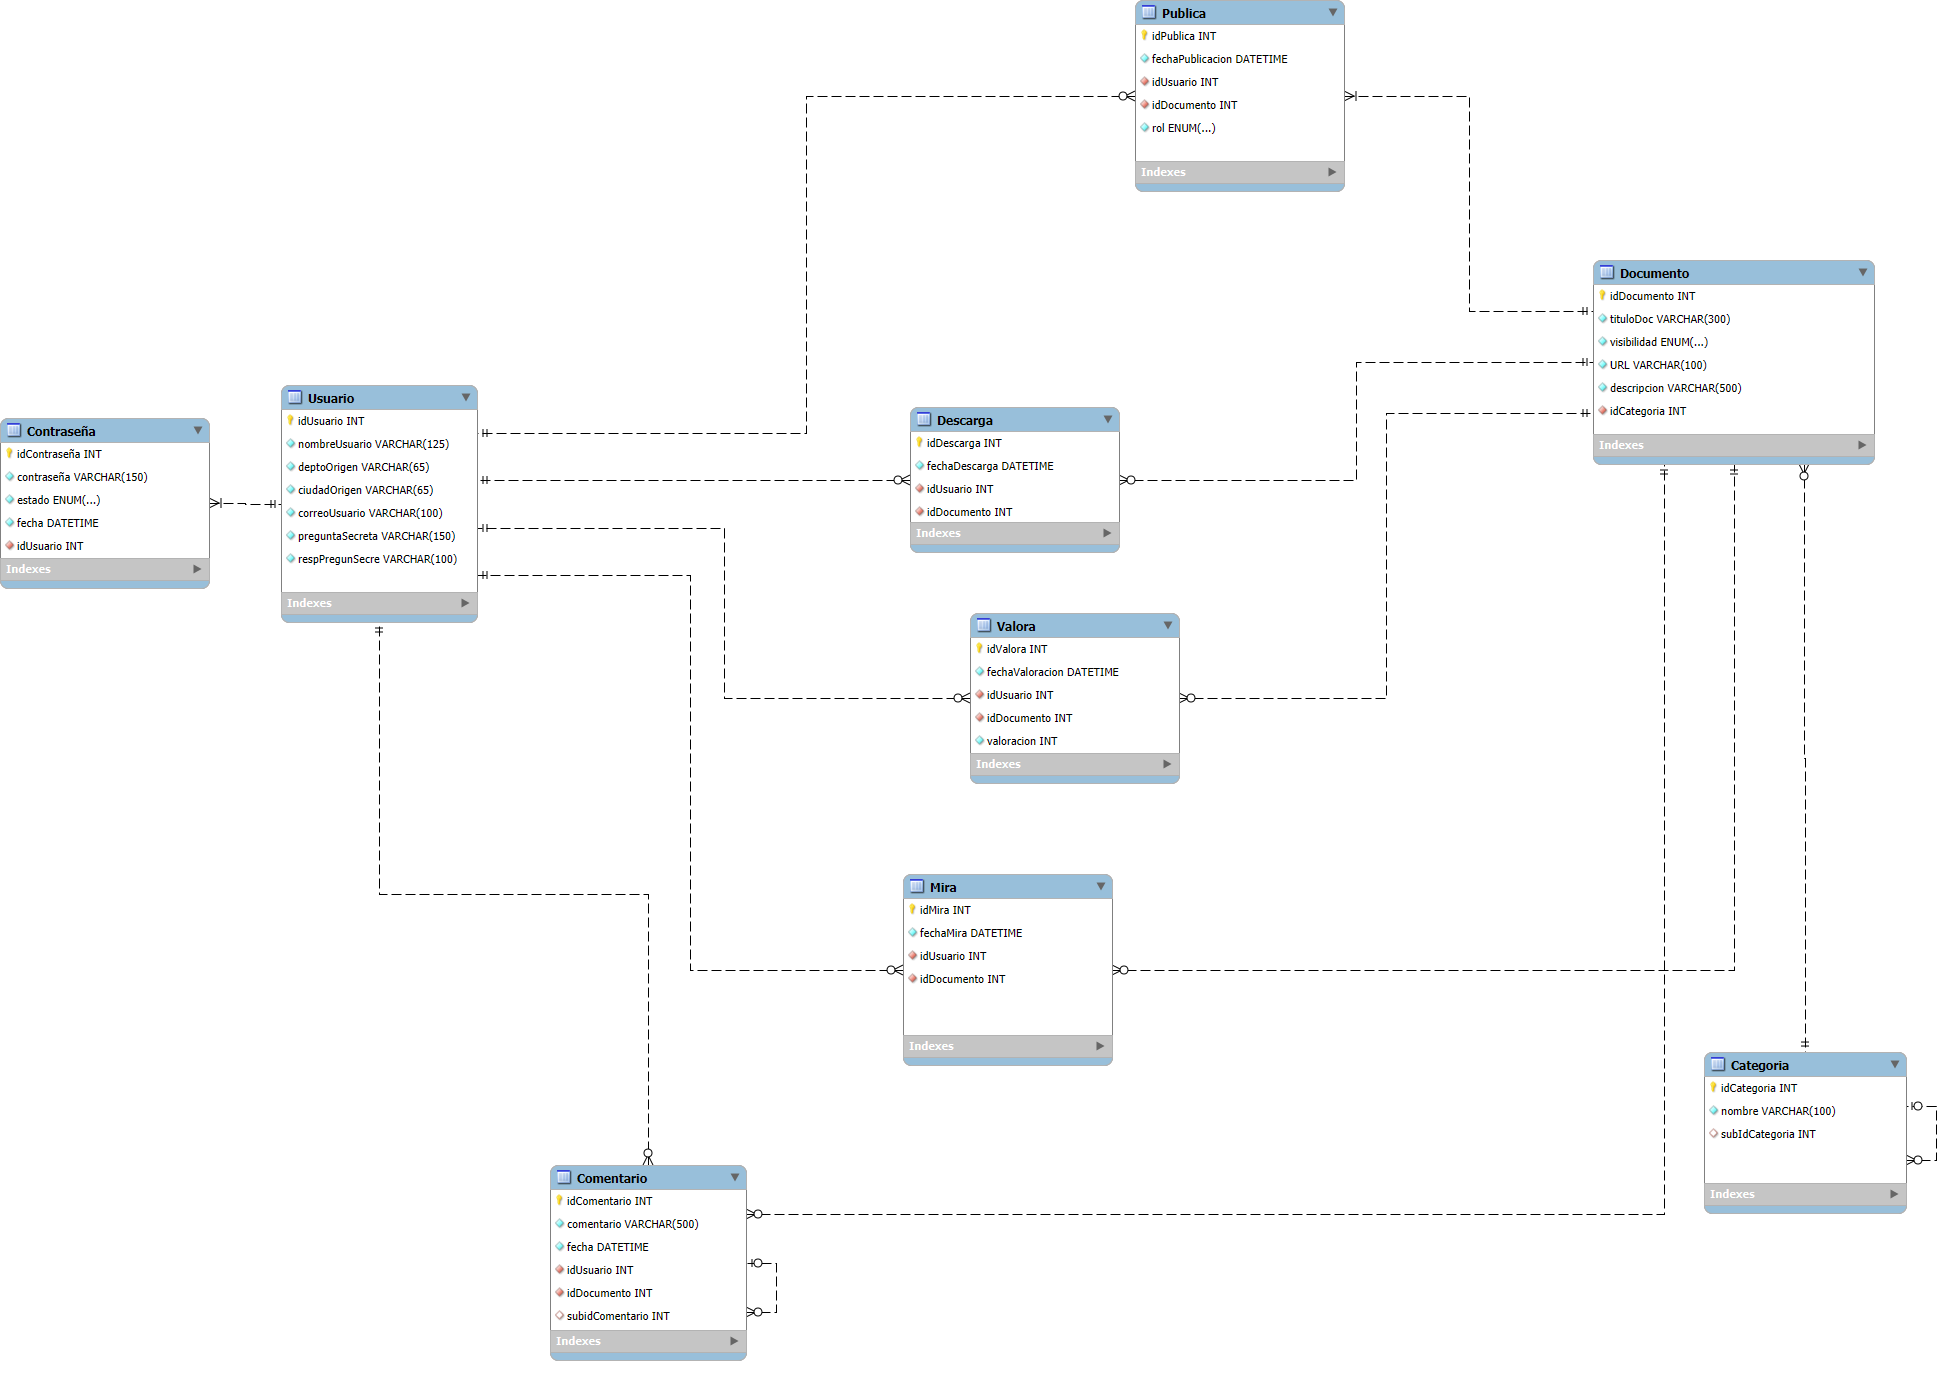 Publica
idPublica INT
fechaPublicacion DATETIME
idUsuario INT
idDocumento INT
rol ENUM(...)
Indexes
Documento
idDocumento INT
tituloDoc VARCHAR(300)
visibilidad ENUM(...)
URL VARCHAR(100)
descripcion VARCHAR(500)
idCategoria INT
Indexes
Usuario
idUsuario INT
nombreUsuario VARCHAR(125)
deptoOrigen VARCHAR(65)
ciudadOrigen VARCHAR(65)
correoUsuario VARCHAR(100)
preguntaSecreta VARCHAR(150)
respPregunSecre VARCHAR(100)
Indexes
Contraseña
idContraseña INT
contraseña VARCHAR(150)
estado ENUM(...)
fecha DATETIME
idUsuario INT
Indexes
Descarga
idDescarga INT
fechaDescarga DATETIME
idUsuario INT
idDocumento INT
Indexes
Valora
idValora INT
fechaValoracion DATETIME
idUsuario INT
idDocumento INT
valoracion INT
Indexes
Mira
idMira INT
fechaMira DATETIME
idUsuario INT
idDocumento INT
Indexes
Categoria
idCategoria INT
nombre VARCHAR(100)
subIdCategoria INT
Indexes
Comentario
idComentario INT
comentario VARCHAR(500)
fecha DATETIME
idUsuario INT
idDocumento INT
subidComentario INT
Indexes